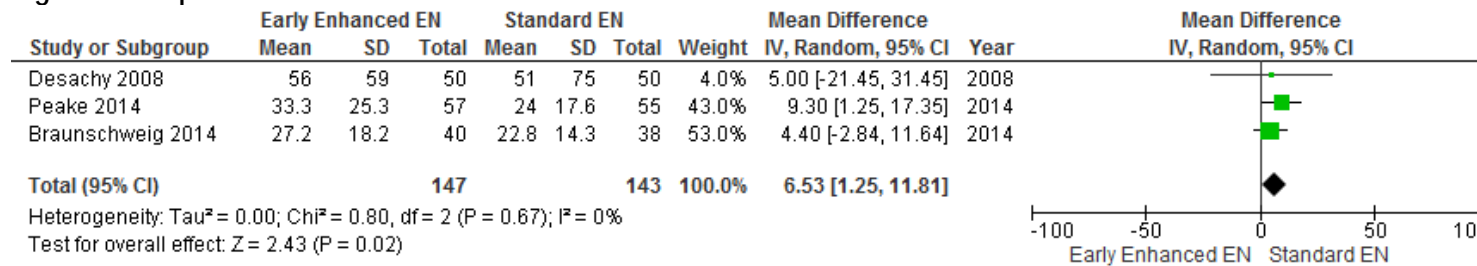 Early Enhanced EN Standard EN Mean Difference Mean Difference
Study or Subgroup Mean SD Total Mean SD Total Weight IV, Random, 95% CI Year IV, Random, 95% CI
Desachy 2008 56 59 50 51 75 50 4.0% 5.00 [-21.45, 31.45] 2008
Peake 2014 33.3 25.3 57 24 17.6 55 43.0% 9.30 [1.25, 17.35] 2014
Braunschweig 2014 27.2 18.2 40 22.8 14.3 38 53.0% 4.40 [-2.84, 11.64] 2014
Total (95% CI) 147 143 100.0% 6.53 [1.25, 11.81]
Heterogeneity: Tau² = 0.00; Chi² = 0.80, df = 2 (P = 0.67); I² = 0%
Test for overall effect: Z = 2.43 (P = 0.02)
-100 -50 0 50 10
Early Enhanced EN Standard EN